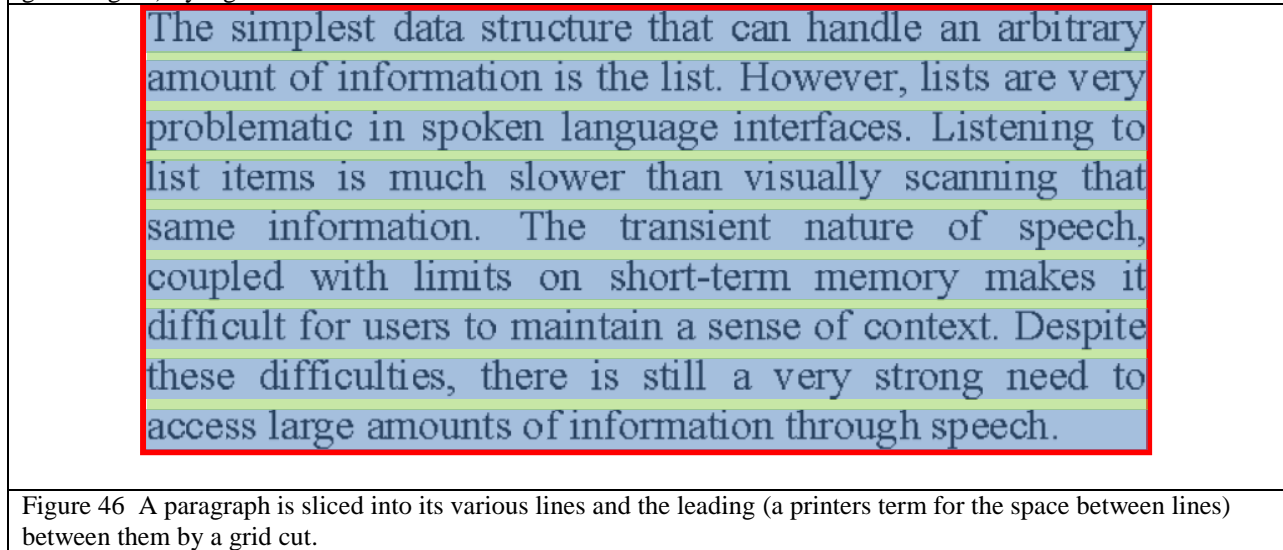 The simplest data structure that can handle an arbitrary
amount of information is the list. However, lists are very
problematic in spoken language interfaces. Listening to
list items is much slower than visually scanning that
same information. The transient nature of speech,
coupled with limits on short-term memory makes it
difficult for users to maintain a sense of context. Despite
these difficulties, there is still a very strong need to
access large amounts of information through speech.
Figure 46 A paragraph is sliced into its various lines and the leading (a printers term for the space between lines)
between them by a grid cut.